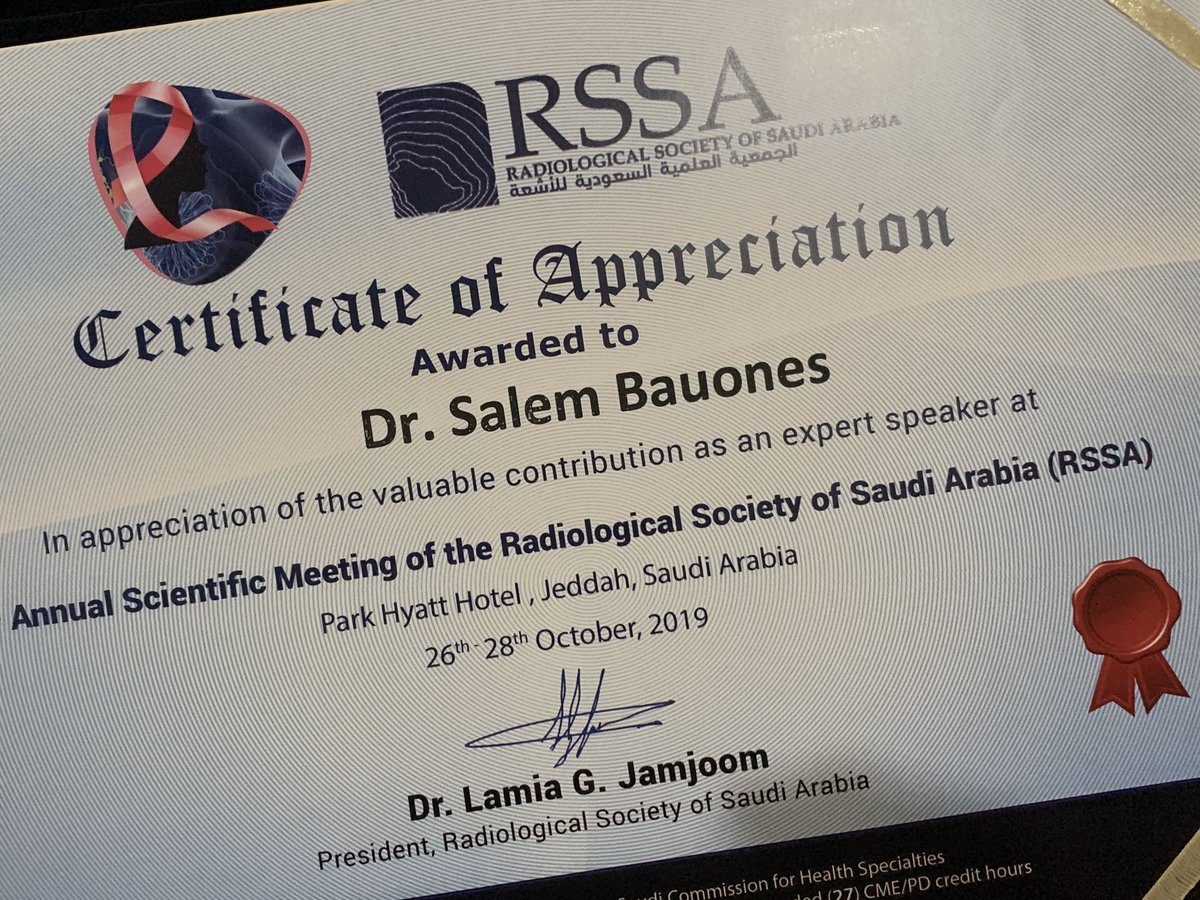 RSSA
RADIOLOGICAL SOCIETY OF SAUDI ARABIA
الجمعية العلمية السعودية للأشعة
Certificate of Appreciation
Awarded to
Dr. Salem Bauones
In appreciation of the valuable contribution as an expert speaker at
Annual Scientific Meeting of the Radiological Society of Saudi Arabia (RSSA)
Park Hyatt Hotel , Jeddah, Saudi Arabia
26th - 28th October, 2019
Dr. Lamia G. Jamjoom
President, Radiological Society of Saudi Arabia
Commission for Health Specialties
(27) CME/PD credit hours